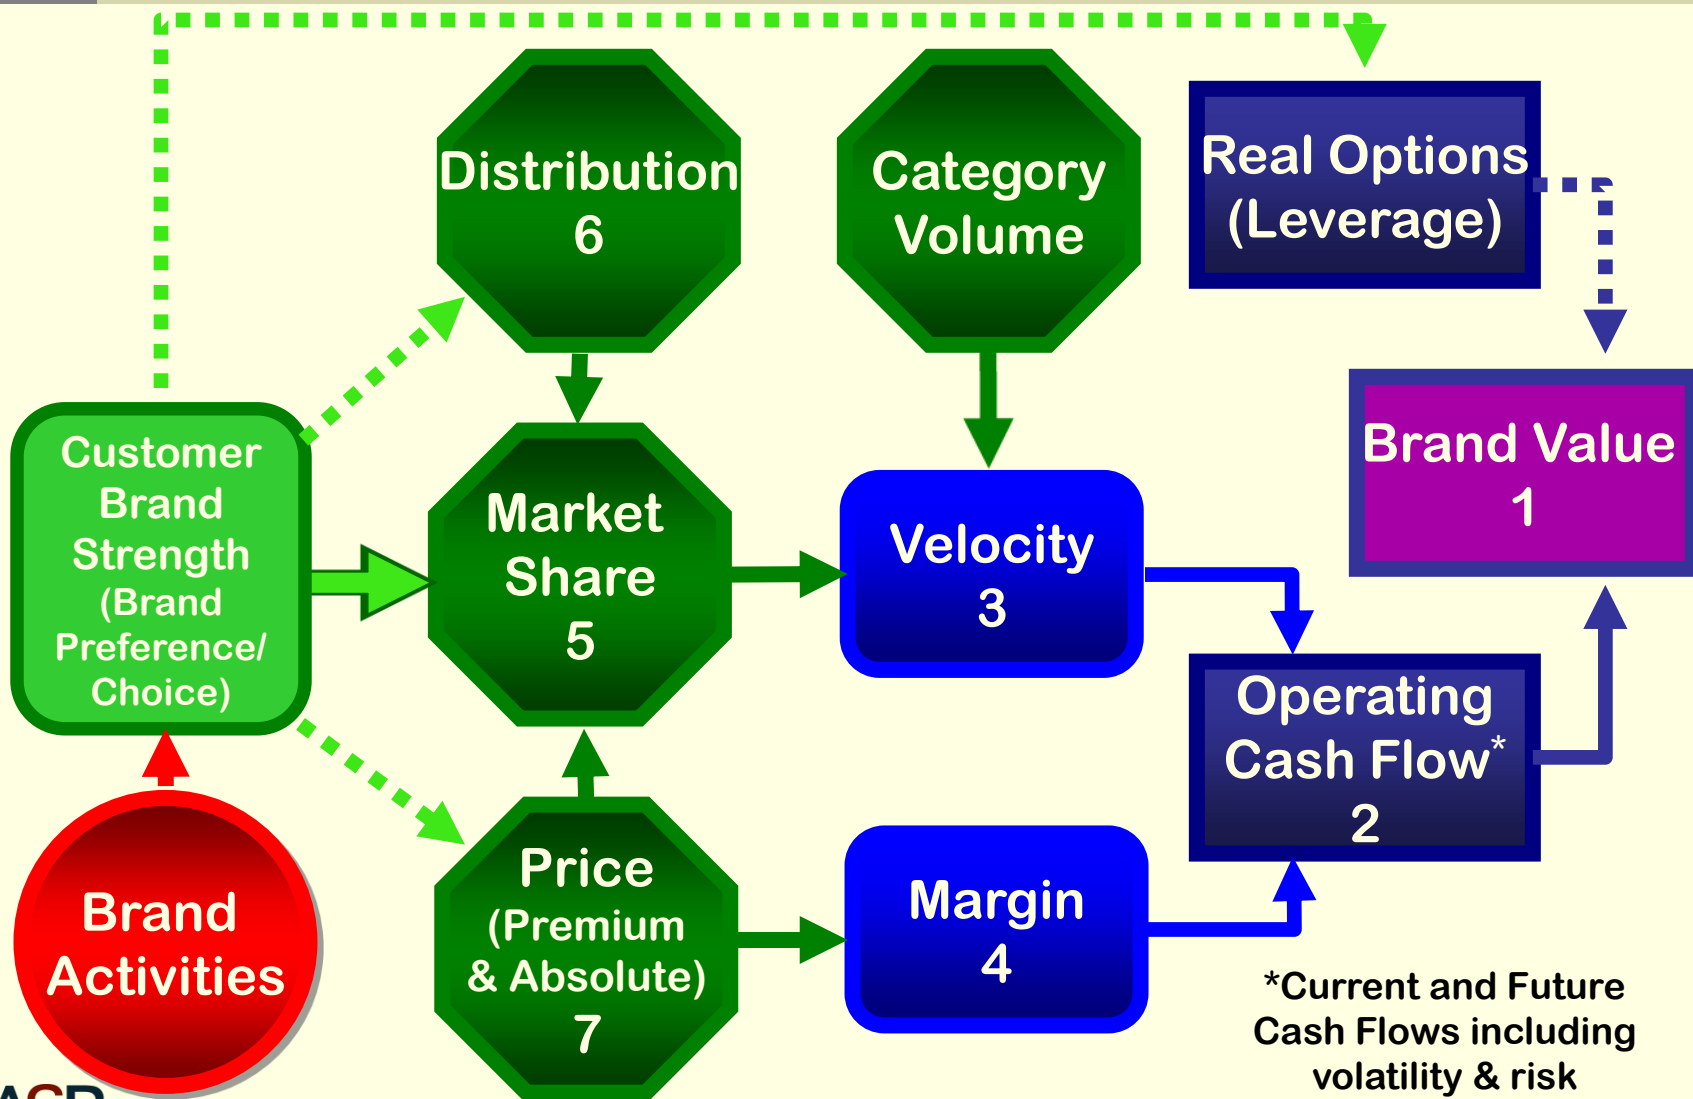 Distribution
6
Category
Volume
Real Options
(Leverage)
Customer
Brand
Strength
(Brand
Preference/
Choice)
Market
Share
5
Velocity
3
Brand Value
1
Operating
Cash Flow*
2
Brand
Activities
Price
(Premium
& Absolute)
7
Margin
4
*Current and Future
Cash Flows including
volatility & risk